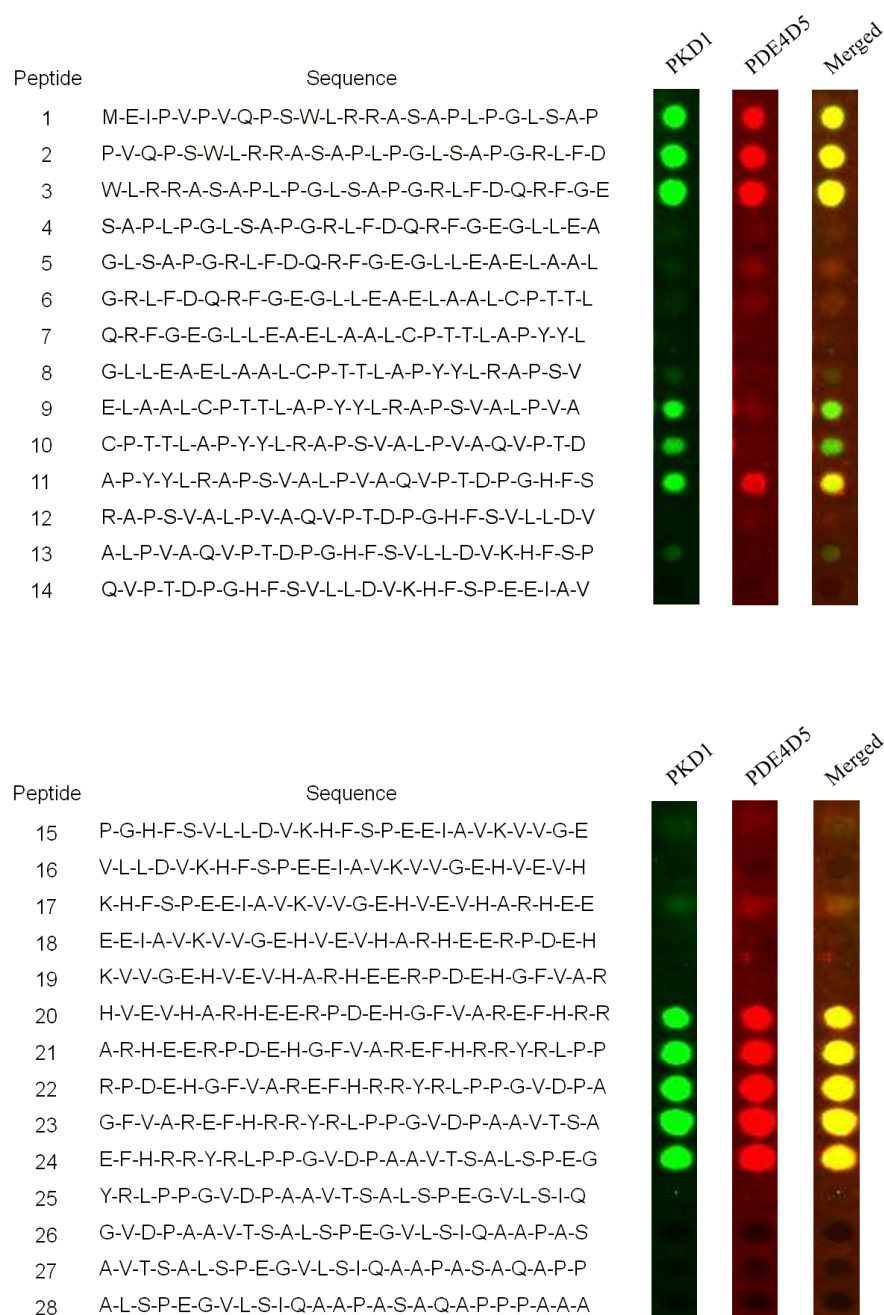 PKD1 PDE4D5 Merged
Peptide Sequence
1 M-E-I-P-V-P-V-Q-P-S-W-L-R-R-A-S-A-P-L-P-G-L-S-A-P
2 P-V-Q-P-S-W-L-R-R-A-S-A-P-L-P-G-L-S-A-P-G-R-L-F-D
3 W-L-R-R-A-S-A-P-L-P-G-L-S-A-P-G-R-L-F-D-Q-R-F-G-E
4 S-A-P-L-P-G-L-S-A-P-G-R-L-F-D-Q-R-F-G-E-G-L-L-E-A
5 G-L-S-A-P-G-R-L-F-D-Q-R-F-G-E-G-L-L-E-A-E-L-A-A-L
6 G-R-L-F-D-Q-R-F-G-E-G-L-L-E-A-E-L-A-A-L-C-P-T-T-L
7 Q-R-F-G-E-G-L-L-E-A-E-L-A-A-L-C-P-T-T-L-A-P-Y-Y-L
8 G-L-L-E-A-E-L-A-A-L-C-P-T-T-L-A-P-Y-Y-L-R-A-P-S-V
9 E-L-A-A-L-C-P-T-T-L-A-P-Y-Y-L-R-A-P-S-V-A-L-P-V-A
10 C-P-T-T-L-A-P-Y-Y-L-R-A-P-S-V-A-L-P-V-A-Q-V-P-T-D
11 A-P-Y-Y-L-R-A-P-S-V-A-L-P-V-A-Q-V-P-T-D-P-G-H-F-S
12 R-A-P-S-V-A-L-P-V-A-Q-V-P-T-D-P-G-H-F-S-V-L-L-D-V
13 A-L-P-V-A-Q-V-P-T-D-P-G-H-F-S-V-L-L-D-V-K-H-F-S-P
14 Q-V-P-T-D-P-G-H-F-S-V-L-L-D-V-K-H-F-S-P-E-E-I-A-V
PKD1 PDE4D5 Merged
Peptide Sequence
15 P-G-H-F-S-V-L-L-D-V-K-H-F-S-P-E-E-I-A-V-K-V-V-G-E
16 V-L-L-D-V-K-H-F-S-P-E-E-I-A-V-K-V-V-G-E-H-V-E-V-H
17 K-H-F-S-P-E-E-I-A-V-K-V-V-G-E-H-V-E-V-H-A-R-H-E-E
18 E-E-I-A-V-K-V-V-G-E-H-V-E-V-H-A-R-H-E-E-R-P-D-E-H
19 K-V-V-G-E-H-V-E-V-H-A-R-H-E-E-R-P-D-E-H-G-F-V-A-R
20 H-V-E-V-H-A-R-H-E-E-R-P-D-E-H-G-F-V-A-R-E-F-H-R-R
21 A-R-H-E-E-R-P-D-E-H-G-F-V-A-R-E-F-H-R-R-Y-R-L-P-P
22 R-P-D-E-H-G-F-V-A-R-E-F-H-R-R-Y-R-L-P-P-G-V-D-P-A
23 G-F-V-A-R-E-F-H-R-R-Y-R-L-P-P-G-V-D-P-A-A-V-T-S-A
24 E-F-H-R-R-Y-R-L-P-P-G-V-D-P-A-A-V-T-S-A-L-S-P-E-G
25 Y-R-L-P-P-G-V-D-P-A-A-V-T-S-A-L-S-P-E-G-V-L-S-I-Q
26 G-V-D-P-A-A-V-T-S-A-L-S-P-E-G-V-L-S-I-Q-A-A-P-A-S
27 A-V-T-S-A-L-S-P-E-G-V-L-S-I-Q-A-A-P-A-S-A-Q-A-P-P
28 A-L-S-P-E-G-V-L-S-I-Q-A-A-P-A-S-A-Q-A-P-P-P-A-A-A